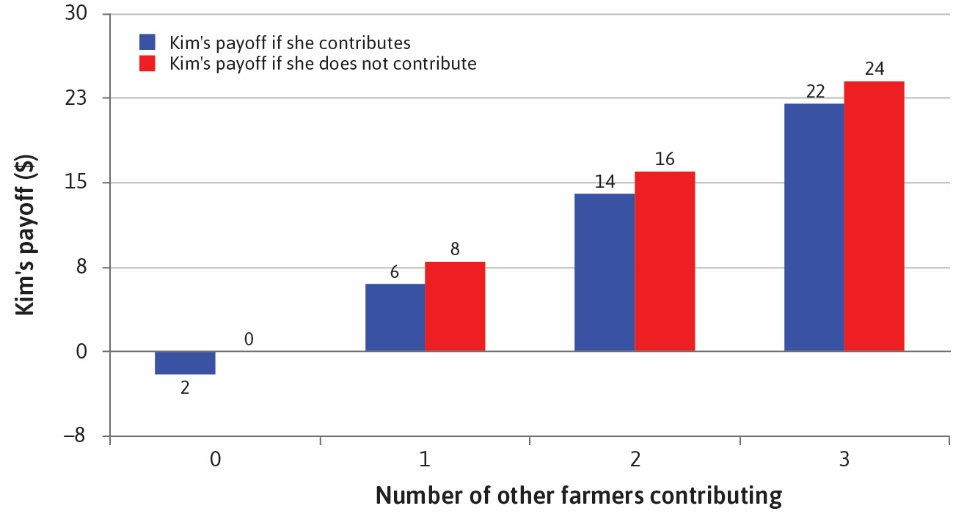 30
Kim's payoff if she contributes
Kim's payoff if she does not contribute
24
22
23
16
15
14
8
8
6
0
0
2
–8
0 1 2 3
Kim's payoff ($)
Number of other farmers contributing